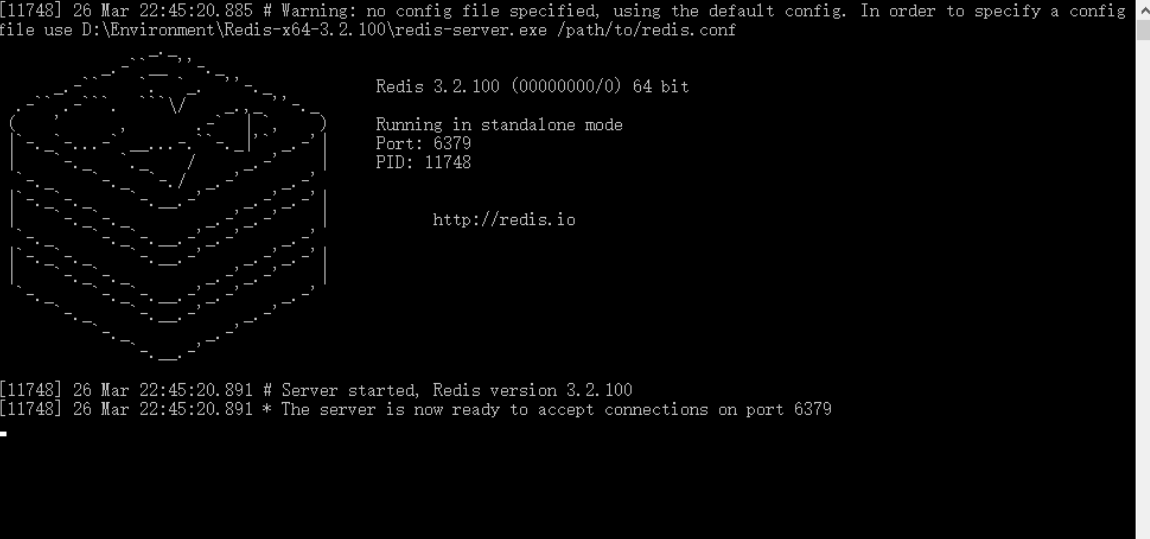 [11748] 26 Mar 22:45:20.885 # Warning: no config file specified, using the default config. In order to specify a config
file use D:\Environment\Redis-x64-3.2.100\redis-server.exe /path/to/redis.conf
Redis 3.2.100 (00000000/0) 64 bit
Running in standalone mode
Port: 6379
PID: 11748
http://redis.io
[11748] 26 Mar 22:45:20.891 # Server started, Redis version 3.2.100
[11748] 26 Mar 22:45:20.891 * The server is now ready to accept connections on port 6379